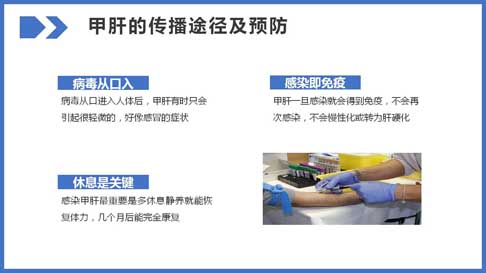 甲肝的传播途径及预防
病毒从口入
病毒从口进入人体后，甲肝有时只会
引起很轻微的，好像感冒的症状
感染即免疫
甲肝一旦感染就会得到免疫，不会再
次感染，不会慢性化或转为肝硬化
休息是关键
感染甲肝最重要是多休息静养就能恢
复体力，几个月后能完全康复